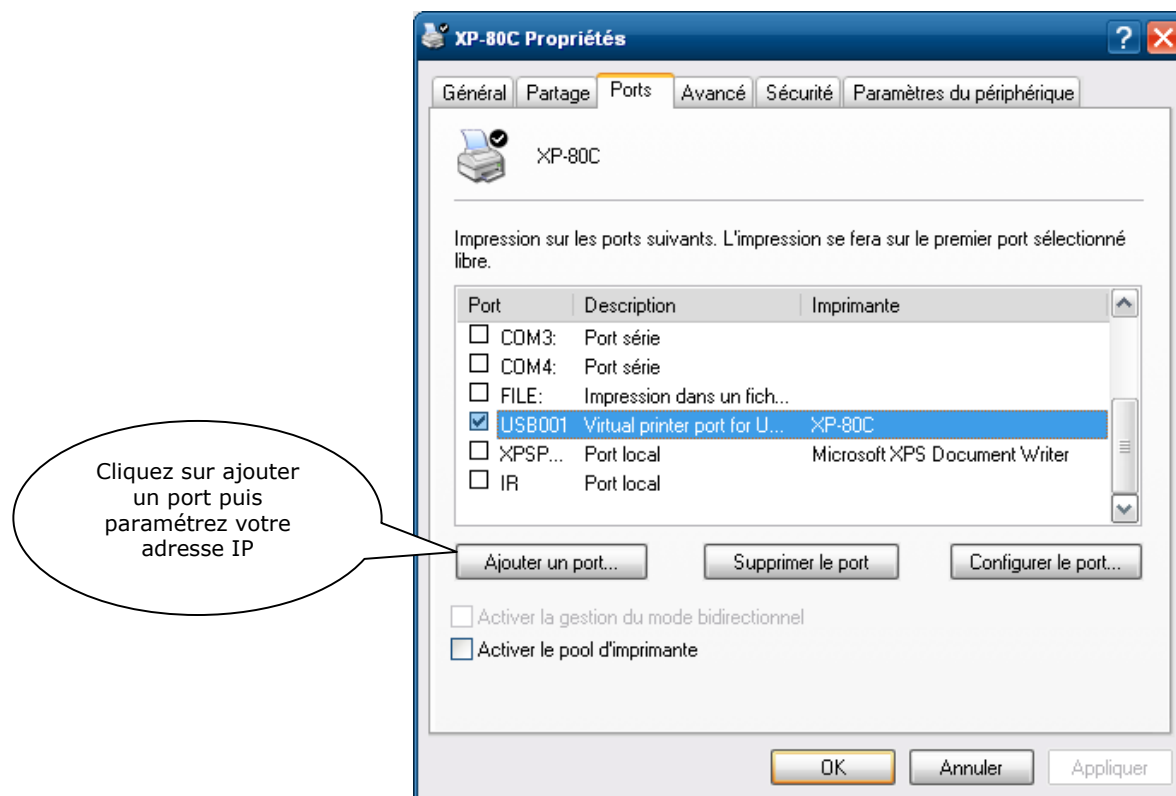 XP-80C Propriétés
Général Partage Ports Avancé Sécurité Paramètres du périphérique
XP-80C
Impression sur les ports suivants. L'impression se fera sur le premier port sélectionné
libre.
Port Description Imprimante
COM3: Port série
COM4: Port série
FILE: Impression dans un fich...
USB001 Virtual printer port for U... XP-80C
XPSP... Port local Microsoft XPS Document Writer
IR Port local
Cliquez sur ajouter
un port puis
paramétrez votre
adresse IP
Ajouter un port... Supprimer le port Configurer le port...
Activer la gestion du mode bidirectionnel
Activer le pool d'imprimante
OK Annuler Appliquer